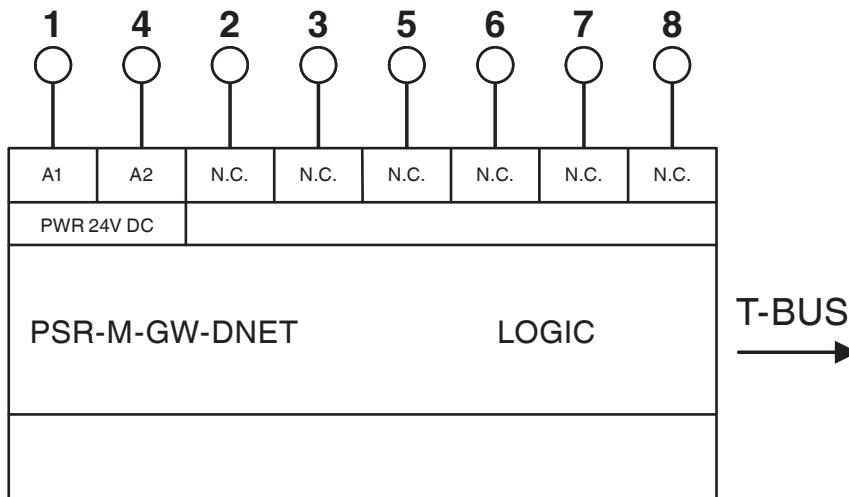 1 4 2 3 5 6 7 8
A1 A2 N.C. N.C. N.C. N.C. N.C. N.C.
PWR 24V DC
PSR-M-GW-DNET LOGIC
T-BUS